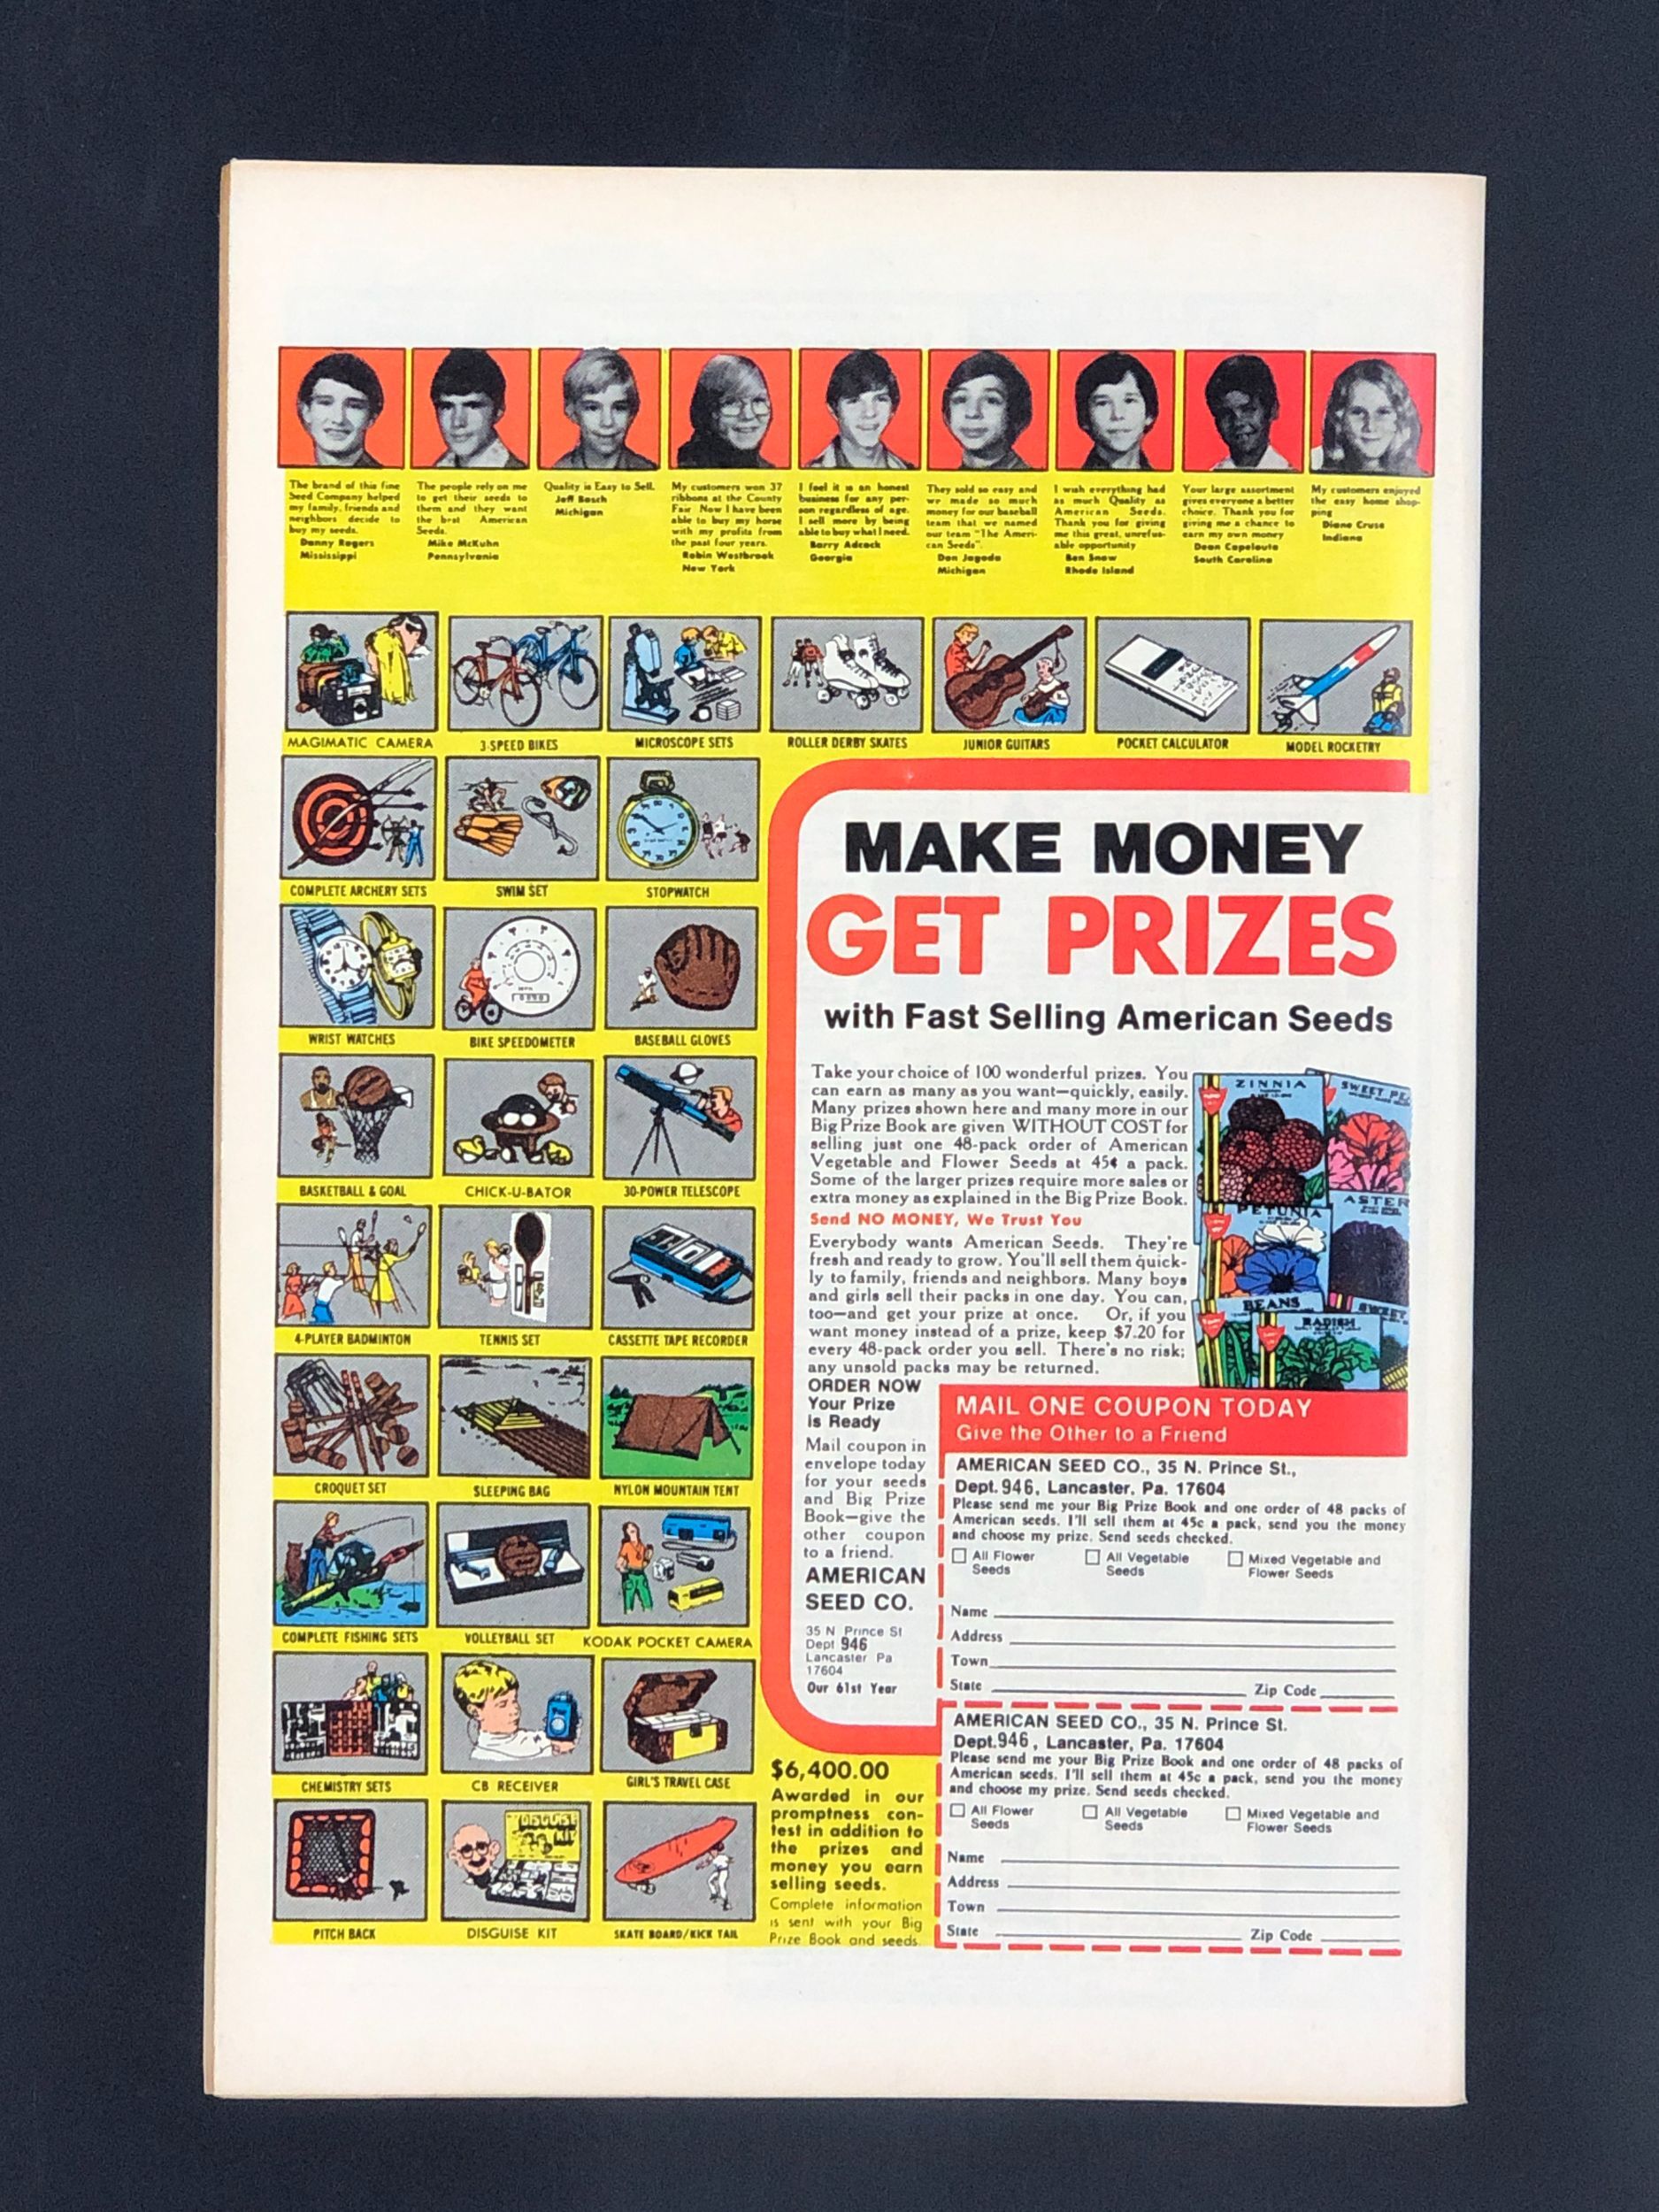 The brand of this fine
Seed Company helped
my family, friends and
neighbors decide to
buy my seeds.
Danny Rogers
Mississippi
The people rely on me
to get their seeds to
them and they want
the best American
Seeds.
Mike McKuhn
Pennsylvania
Quality is Easy to Sell.
Jeff Bosch
Michigan
My customers won 37
ribbons at the County
Fair. Now I have been
able to buy my horse
with my profits from
the past four years.
Robin Westbrook
New York
I feel it is an honest
business for any per-
son regardless of age.
I sell more by being
able to buy what I need.
Barry Adcock
Georgia
They sold so easy and
we made so much
money for our baseball
team that we named
our team "The Ameri-
can Seeds".
Dan Jagoda
Michigan
I wish everything had
as much Quality as
American Seeds.
Thank you for giving
me this great, unrefus-
able opportunity
Ben Snow
Rhode Island
Your large assortment
gives everyone a better
choice. Thank you for
giving me a chance to
earn my own money
Dean Capelouto
South Carolina
My customers enjoyed
the easy home shop-
ping
Diane Cruse
Indiana
MAGIMATIC CAMERA
3-SPEED BIKES
MICROSCOPE SETS
ROLLER DERBY SKATES
JUNIOR GUITARS
POCKET CALCULATOR
MODEL ROCKETRY
COMPLETE ARCHERY SETS
SWIM SET
STOPWATCH
WRIST WATCHES
BIKE SPEEDOMETER
BASEBALL GLOVES
BASKETBALL & GOAL
CHICK-U-BATOR
30-POWER TELESCOPE
4-PLAYER BADMINTON
TENNIS SET
CASSETTE TAPE RECORDER
CROQUET SET
SLEEPING BAG
NYLON MOUNTAIN TENT
COMPLETE FISHING SETS
VOLLEYBALL SET
KODAK POCKET CAMERA
CHEMISTRY SETS
CB RECEIVER
GIRL'S TRAVEL CASE
DISGUISE
KIT
PITCH BACK
DISGUISE KIT
SKATE BOARD/KICK TAIL
MAKE MONEY
GET PRIZES
with Fast Selling American Seeds
Take your choice of 100 wonderful prizes. You
can earn as many as you want—quickly, easily.
Many prizes shown here and many more in our
Big Prize Book are given WITHOUT COST for
selling just one 48-pack order of American
Vegetable and Flower Seeds at 45¢ a pack.
Some of the larger prizes require more sales or
extra money as explained in the Big Prize Book.
Send NO MONEY, We Trust You
Everybody wants American Seeds. They're
fresh and ready to grow. You'll sell them quick-
ly to family, friends and neighbors. Many boys
and girls sell their packs in one day. You can,
too—and get your prize at once. Or, if you
want money instead of a prize, keep $7.20 for
every 48-pack order you sell. There's no risk;
any unsold packs may be returned.
ZINNIA
SWEET PE
ASTER
PETUNIA
BEANS
SWEET
RADISH
ORDER NOW
Your Prize
is Ready
Mail coupon in
envelope today
for your seeds
and Big Prize
Book—give the
other coupon
to a friend.
AMERICAN
SEED CO.
35 N Prince St
Dept 946
Lancaster Pa
17604
Our 61st Year
MAIL ONE COUPON TODAY
Give the Other to a Friend
AMERICAN SEED CO., 35 N. Prince St.,
Dept. 946, Lancaster, Pa. 17604
Please send me your Big Prize Book and one order of 48 packs of
American seeds. I'll sell them at 45c a pack, send you the money
and choose my prize. Send seeds checked.
All Flower Seeds
All Vegetable Seeds
Mixed Vegetable and Flower Seeds
Name
Address
Town
State Zip Code
AMERICAN SEED CO., 35 N. Prince St.
Dept. 946, Lancaster, Pa. 17604
Please send me your Big Prize Book and one order of 48 packs of
American seeds. I'll sell them at 45c a pack, send you the money
and choose my prize. Send seeds checked.
All Flower Seeds
All Vegetable Seeds
Mixed Vegetable and Flower Seeds
Name
Address
Town
State Zip Code
$6,400.00
Awarded in our
promptness con-
test in addition to
the prizes and
money you earn
selling seeds.
Complete information
is sent with your Big
Prize Book and seeds.